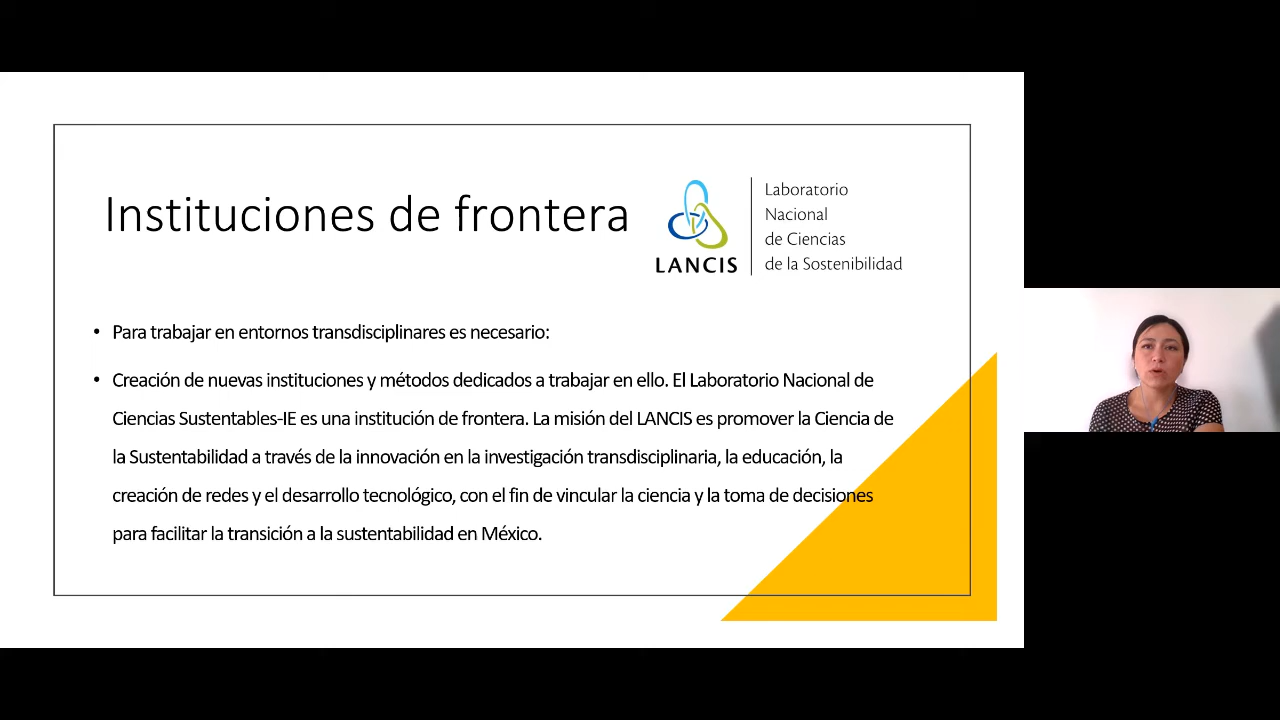 Instituciones de frontera
LANCIS
Laboratorio
Nacional
de Ciencias
de la Sostenibilidad
• Para trabajar en entornos transdisciplinares es necesario:
• Creación de nuevas instituciones y métodos dedicados a trabajar en ello. El Laboratorio Nacional de
Ciencias Sustentables-IE es una institución de frontera. La misión del LANCIS es promover la Ciencia de
la Sustentabilidad a través de la innovación en la investigación transdisciplinaria, la educación, la
creación de redes y el desarrollo tecnológico, con el fin de vincular la ciencia y la toma de decisiones
para facilitar la transición a la sustentabilidad en México.